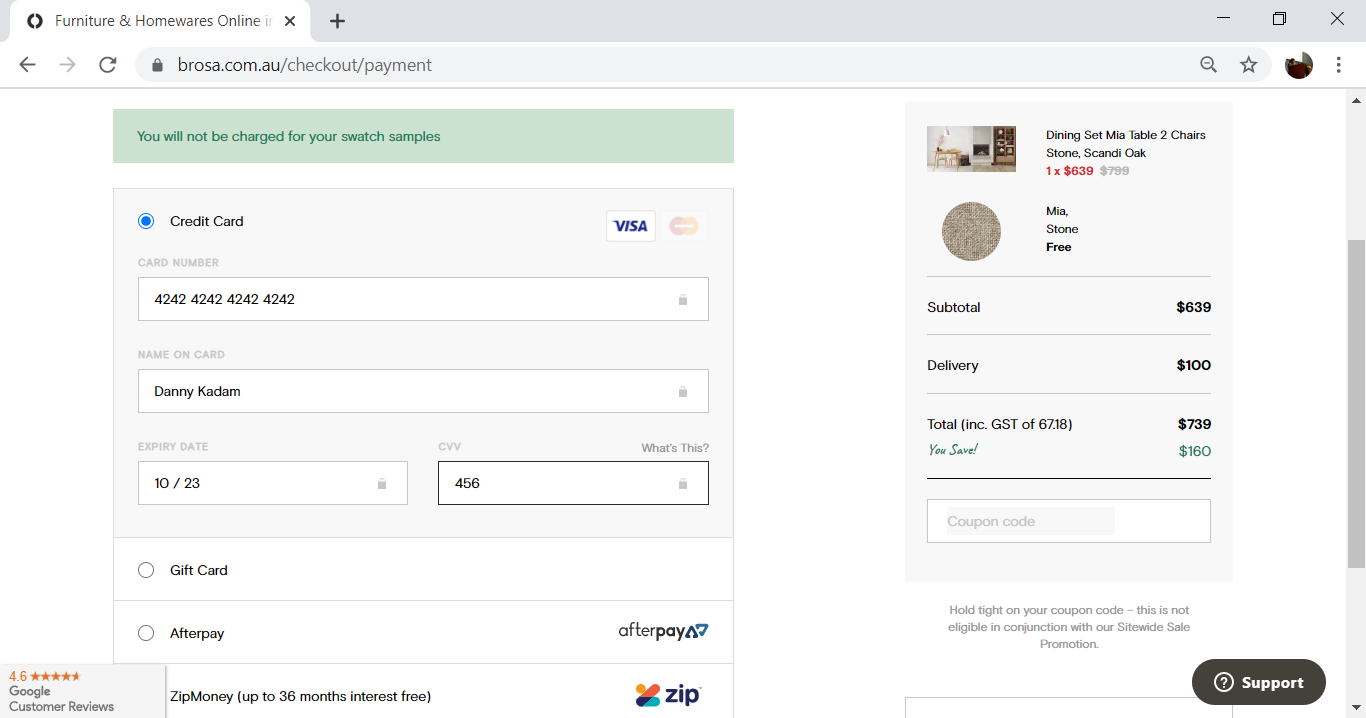 Furniture & Homewares Online in
brosa.com.au/checkout/payment
You will not be charged for your swatch samples
Credit Card
VISA
CARD NUMBER
4242 4242 4242 4242
NAME ON CARD
Danny Kadam
EXPIRY DATE
CVV
What's This?
10 / 23
456
Gift Card
Afterpay
afterpay
ZipMoney (up to 36 months interest free)
zip
4.6
Google
Customer Reviews
Dining Set Mia Table 2 Chairs
Stone, Scandi Oak
1 x $639 $799
Mia,
Stone
Free
Subtotal $639
Delivery $100
Total (inc. GST of 67.18) $739
You Save! $160
Coupon code
Hold tight on your coupon code – this is not
eligible in conjunction with our Sitewide Sale
Promotion.
Support